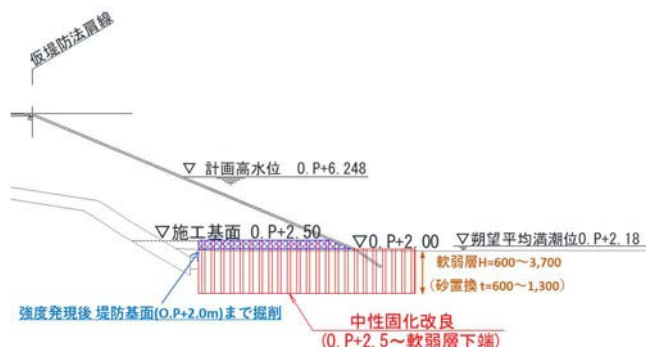 仮堤防法肩線
▽ 計画高水位 O.P+6.248
▽施工基面 O.P+2.50
▽O.P+2.00
▽朔望平均満潮位O.P+2.18
軟弱層H=600～3,700
(砂置換 t=600～1,300)
強度発現後 堤防基面(O.P+2.0m)まで掘削
中性固化改良
(O.P+2.5～軟弱層下端)